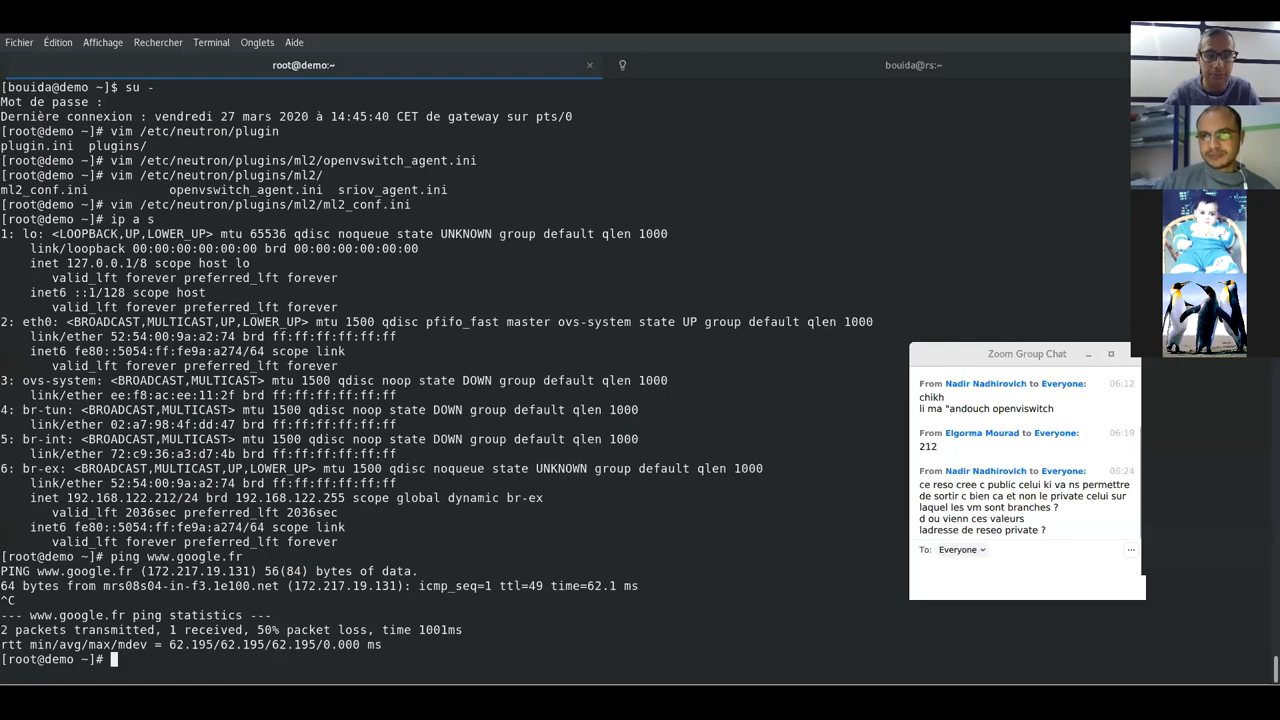 Fichier Édition Affichage Rechercher Terminal Onglets Aide
root@demo:~ × bouida@rs:~
[bouida@demo ~]$ su -
Mot de passe :
Dernière connexion : vendredi 27 mars 2020 à 14:45:40 CET de gateway sur pts/0
[root@demo ~]# vim /etc/neutron/plugin
plugin.ini plugins/
[root@demo ~]# vim /etc/neutron/plugins/ml2/openvswitch_agent.ini
[root@demo ~]# vim /etc/neutron/plugins/ml2/
ml2_conf.ini openvswitch_agent.ini sriov_agent.ini
[root@demo ~]# vim /etc/neutron/plugins/ml2/ml2_conf.ini
[root@demo ~]# ip a s
1: lo: <LOOPBACK,UP,LOWER_UP> mtu 65536 qdisc noqueue state UNKNOWN group default qlen 1000
link/loopback 00:00:00:00:00:00 brd 00:00:00:00:00:00
inet 127.0.0.1/8 scope host lo
valid_lft forever preferred_lft forever
inet6 ::1/128 scope host
valid_lft forever preferred_lft forever
2: eth0: <BROADCAST,MULTICAST,UP,LOWER_UP> mtu 1500 qdisc pfifo_fast master ovs-system state UP group default qlen 1000
link/ether 52:54:00:9a:a2:74 brd ff:ff:ff:ff:ff:ff
inet6 fe80::5054:ff:fe9a:a274/64 scope link
valid_lft forever preferred_lft forever
3: ovs-system: <BROADCAST,MULTICAST> mtu 1500 qdisc noop state DOWN group default qlen 1000
link/ether ee:f8:ac:ee:11:2f brd ff:ff:ff:ff:ff:ff
4: br-tun: <BROADCAST,MULTICAST> mtu 1500 qdisc noop state DOWN group default qlen 1000
link/ether 02:a7:98:4f:dd:47 brd ff:ff:ff:ff:ff:ff
5: br-int: <BROADCAST,MULTICAST> mtu 1500 qdisc noop state DOWN group default qlen 1000
link/ether 72:c9:36:a3:d7:4b brd ff:ff:ff:ff:ff:ff
6: br-ex: <BROADCAST,MULTICAST,UP,LOWER_UP> mtu 1500 qdisc noqueue state UNKNOWN group default qlen 1000
link/ether 52:54:00:9a:a2:74 brd ff:ff:ff:ff:ff:ff
inet 192.168.122.212/24 brd 192.168.122.255 scope global dynamic br-ex
valid_lft 2036sec preferred_lft 2036sec
inet6 fe80::5054:ff:fe9a:a274/64 scope link
valid_lft forever preferred_lft forever
[root@demo ~]# ping www.google.fr
PING www.google.fr (172.217.19.131) 56(84) bytes of data.
64 bytes from mrs08s04-in-f3.1e100.net (172.217.19.131): icmp_seq=1 ttl=49 time=62.1 ms
^C
--- www.google.fr ping statistics ---
2 packets transmitted, 1 received, 50% packet loss, time 1001ms
rtt min/avg/max/mdev = 62.195/62.195/62.195/0.000 ms
[root@demo ~]#
Zoom Group Chat
From Nadir Nadhirovich to Everyone: 06:12
chikh
li ma "andouch openviswitch
From Elgorma Mourad to Everyone: 06:19
212
From Nadir Nadhirovich to Everyone: 06:24
ce reso cree c public celui ki va ns permettre
de sortir c bien ca et non le private celui sur
laquel les vm sont branches ?
d ou vienn ces valeurs
ladresse de reseo private ?
To: Everyone